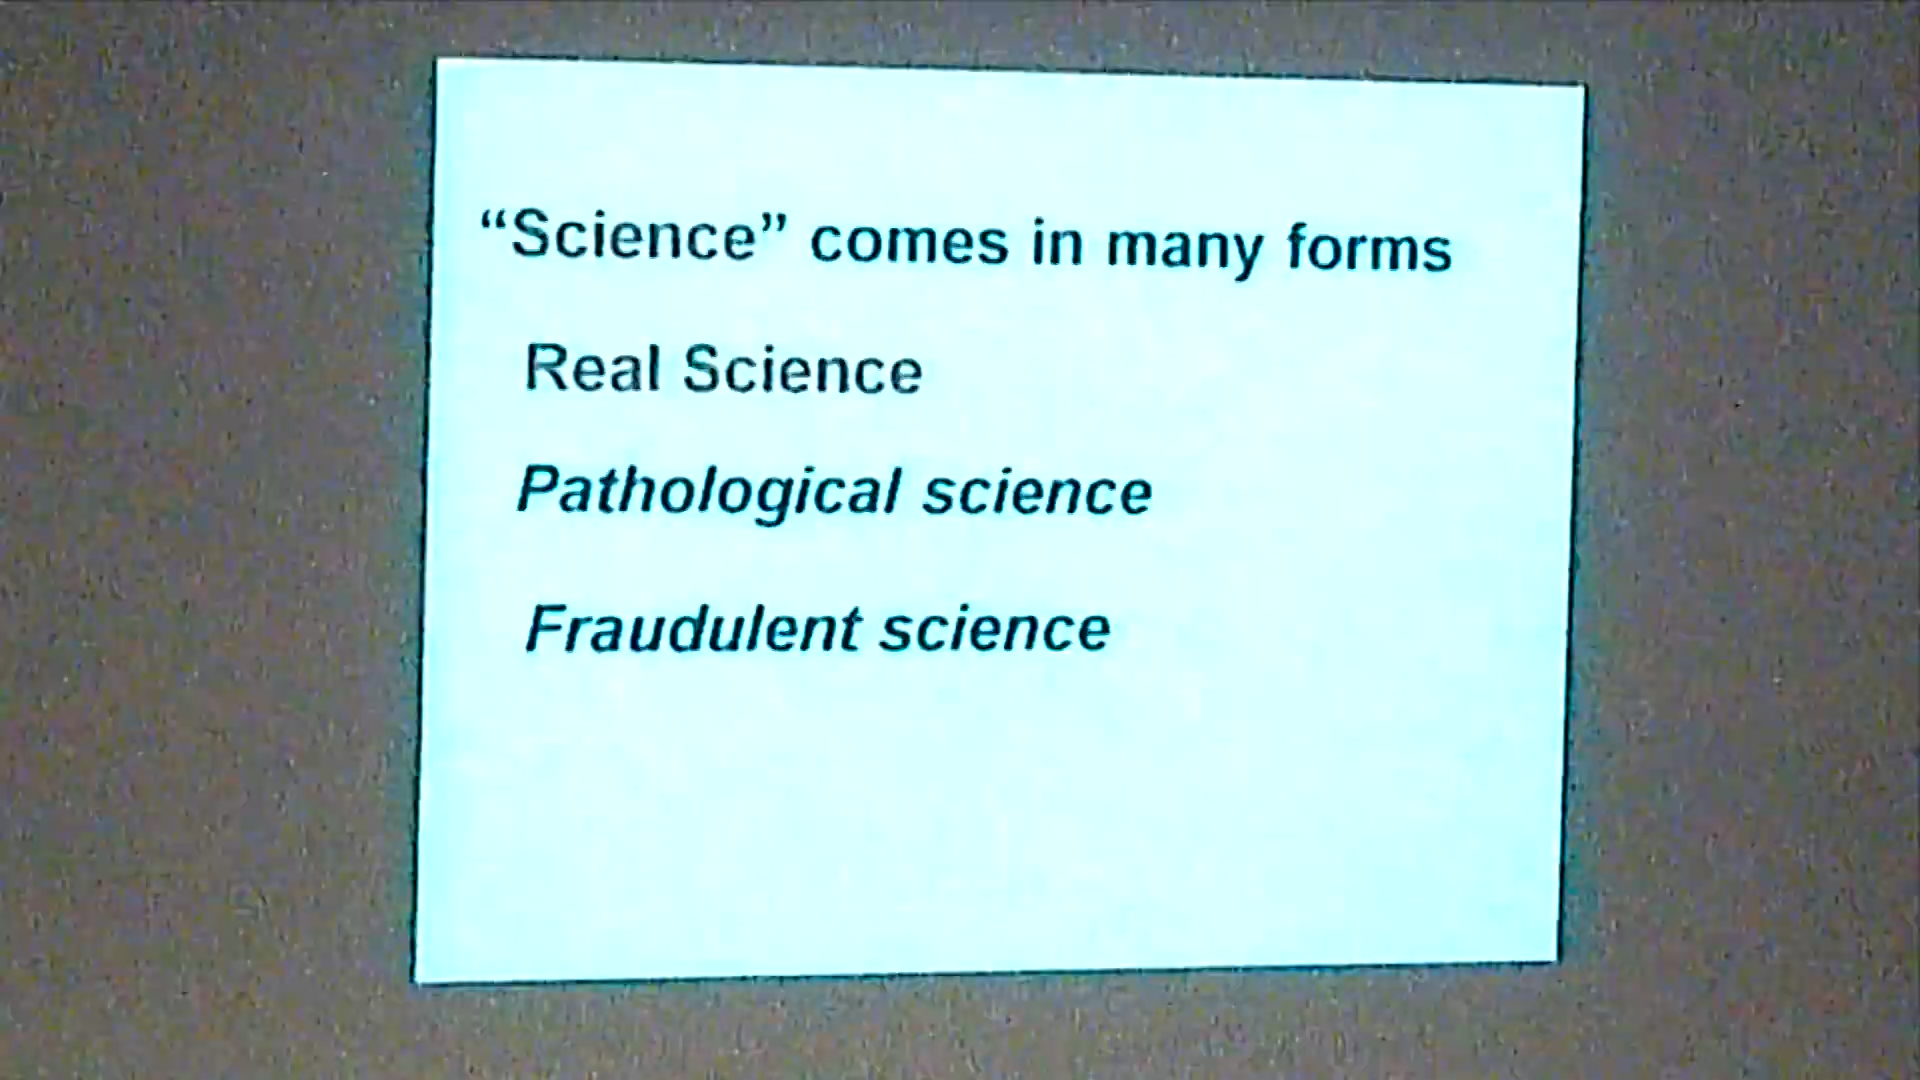 “Science” comes in many forms
Real Science
Pathological science
Fraudulent science